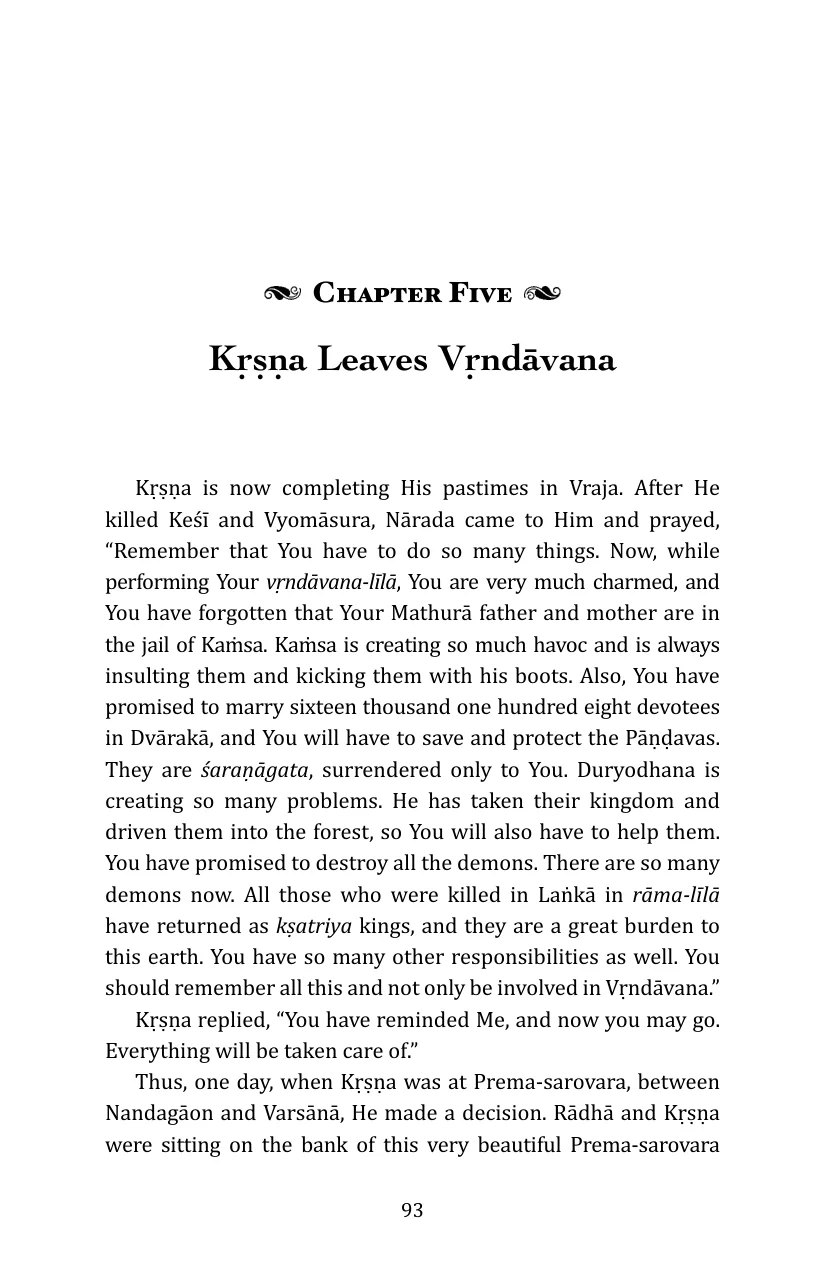 Chapter Five
Kṛṣṇa Leaves Vṛndāvana
Kṛṣṇa is now completing His pastimes in Vraja. After He
killed Keśī and Vyomāsura, Nārada came to Him and prayed,
“Remember that You have to do so many things. Now, while
performing Your vṛndāvana-līlā, You are very much charmed, and
You have forgotten that Your Mathurā father and mother are in
the jail of Kaṁsa. Kaṁsa is creating so much havoc and is always
insulting them and kicking them with his boots. Also, You have
promised to marry sixteen thousand one hundred eight devotees
in Dvārakā, and You will have to save and protect the Pāṇḍavas.
They are śaraṇāgata, surrendered only to You. Duryodhana is
creating so many problems. He has taken their kingdom and
driven them into the forest, so You will also have to help them.
You have promised to destroy all the demons. There are so many
demons now. All those who were killed in Laṅkā in rāma-līlā
have returned as kṣatriya kings, and they are a great burden to
this earth. You have so many other responsibilities as well. You
should remember all this and not only be involved in Vṛndāvana.”
Kṛṣṇa replied, “You have reminded Me, and now you may go.
Everything will be taken care of.”
Thus, one day, when Kṛṣṇa was at Prema-sarovara, between
Nandagāon and Varsānā, He made a decision. Rādhā and Kṛṣṇa
were sitting on the bank of this very beautiful Prema-sarovara
93